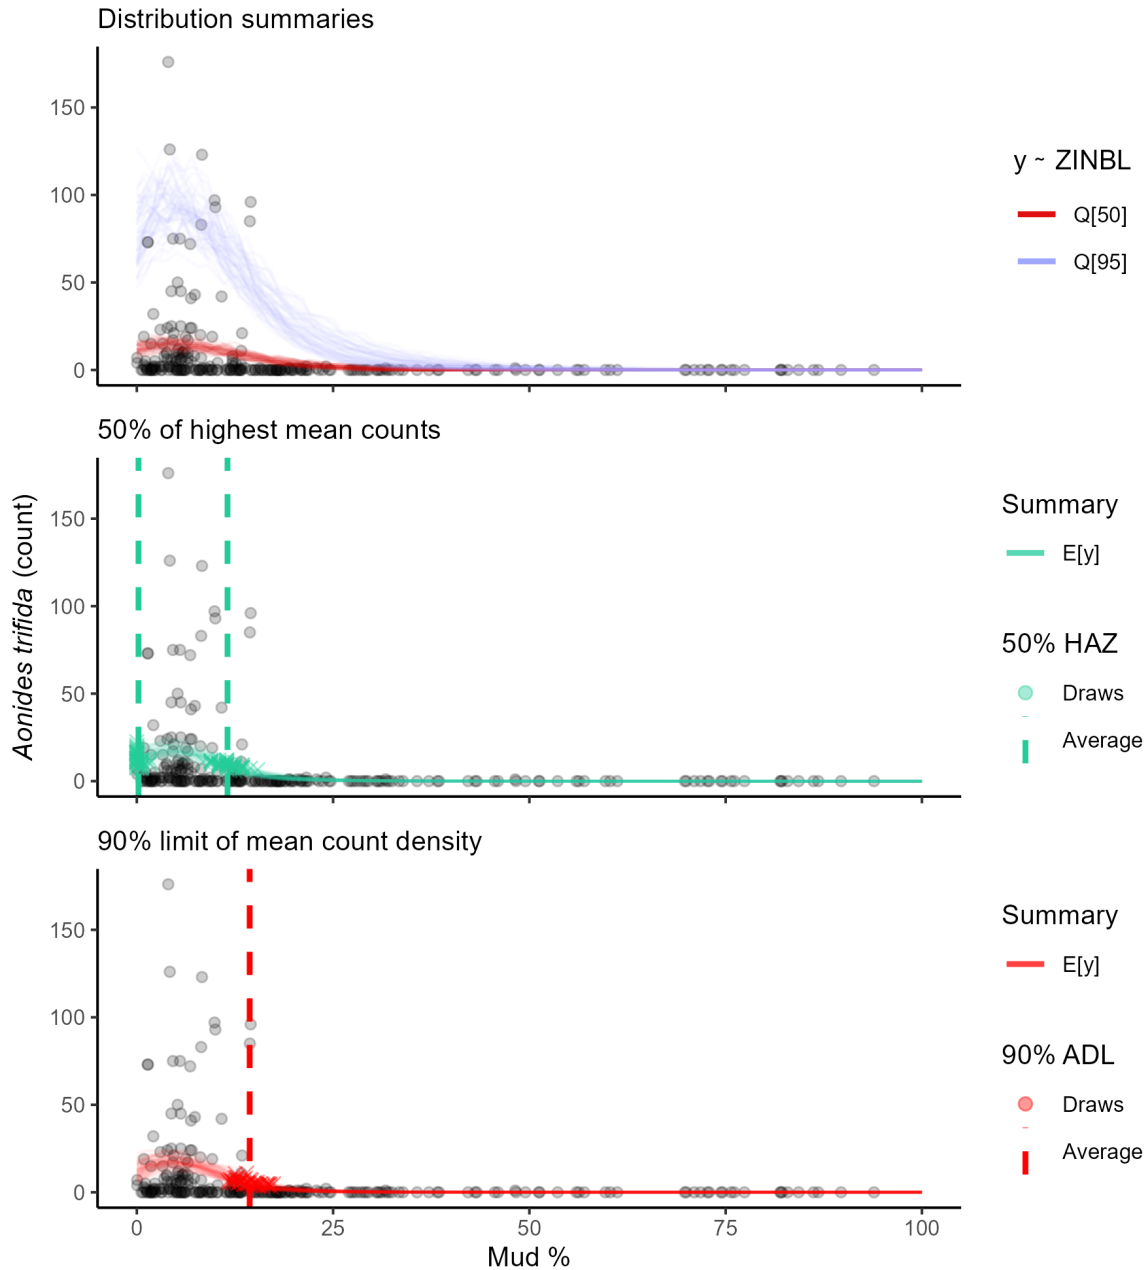 Distribution summaries
150
100
50
0
y ~ ZINBL
Q[50]
Q[95]
50% of highest mean counts
Aonides trifida (count)
150
100
50
0
Summary
E[y]
50% HAZ
Draws
Average
90% limit of mean count density
150
100
50
0
0 25 50 75 100
Mud %
Summary
E[y]
90% ADL
Draws
Average